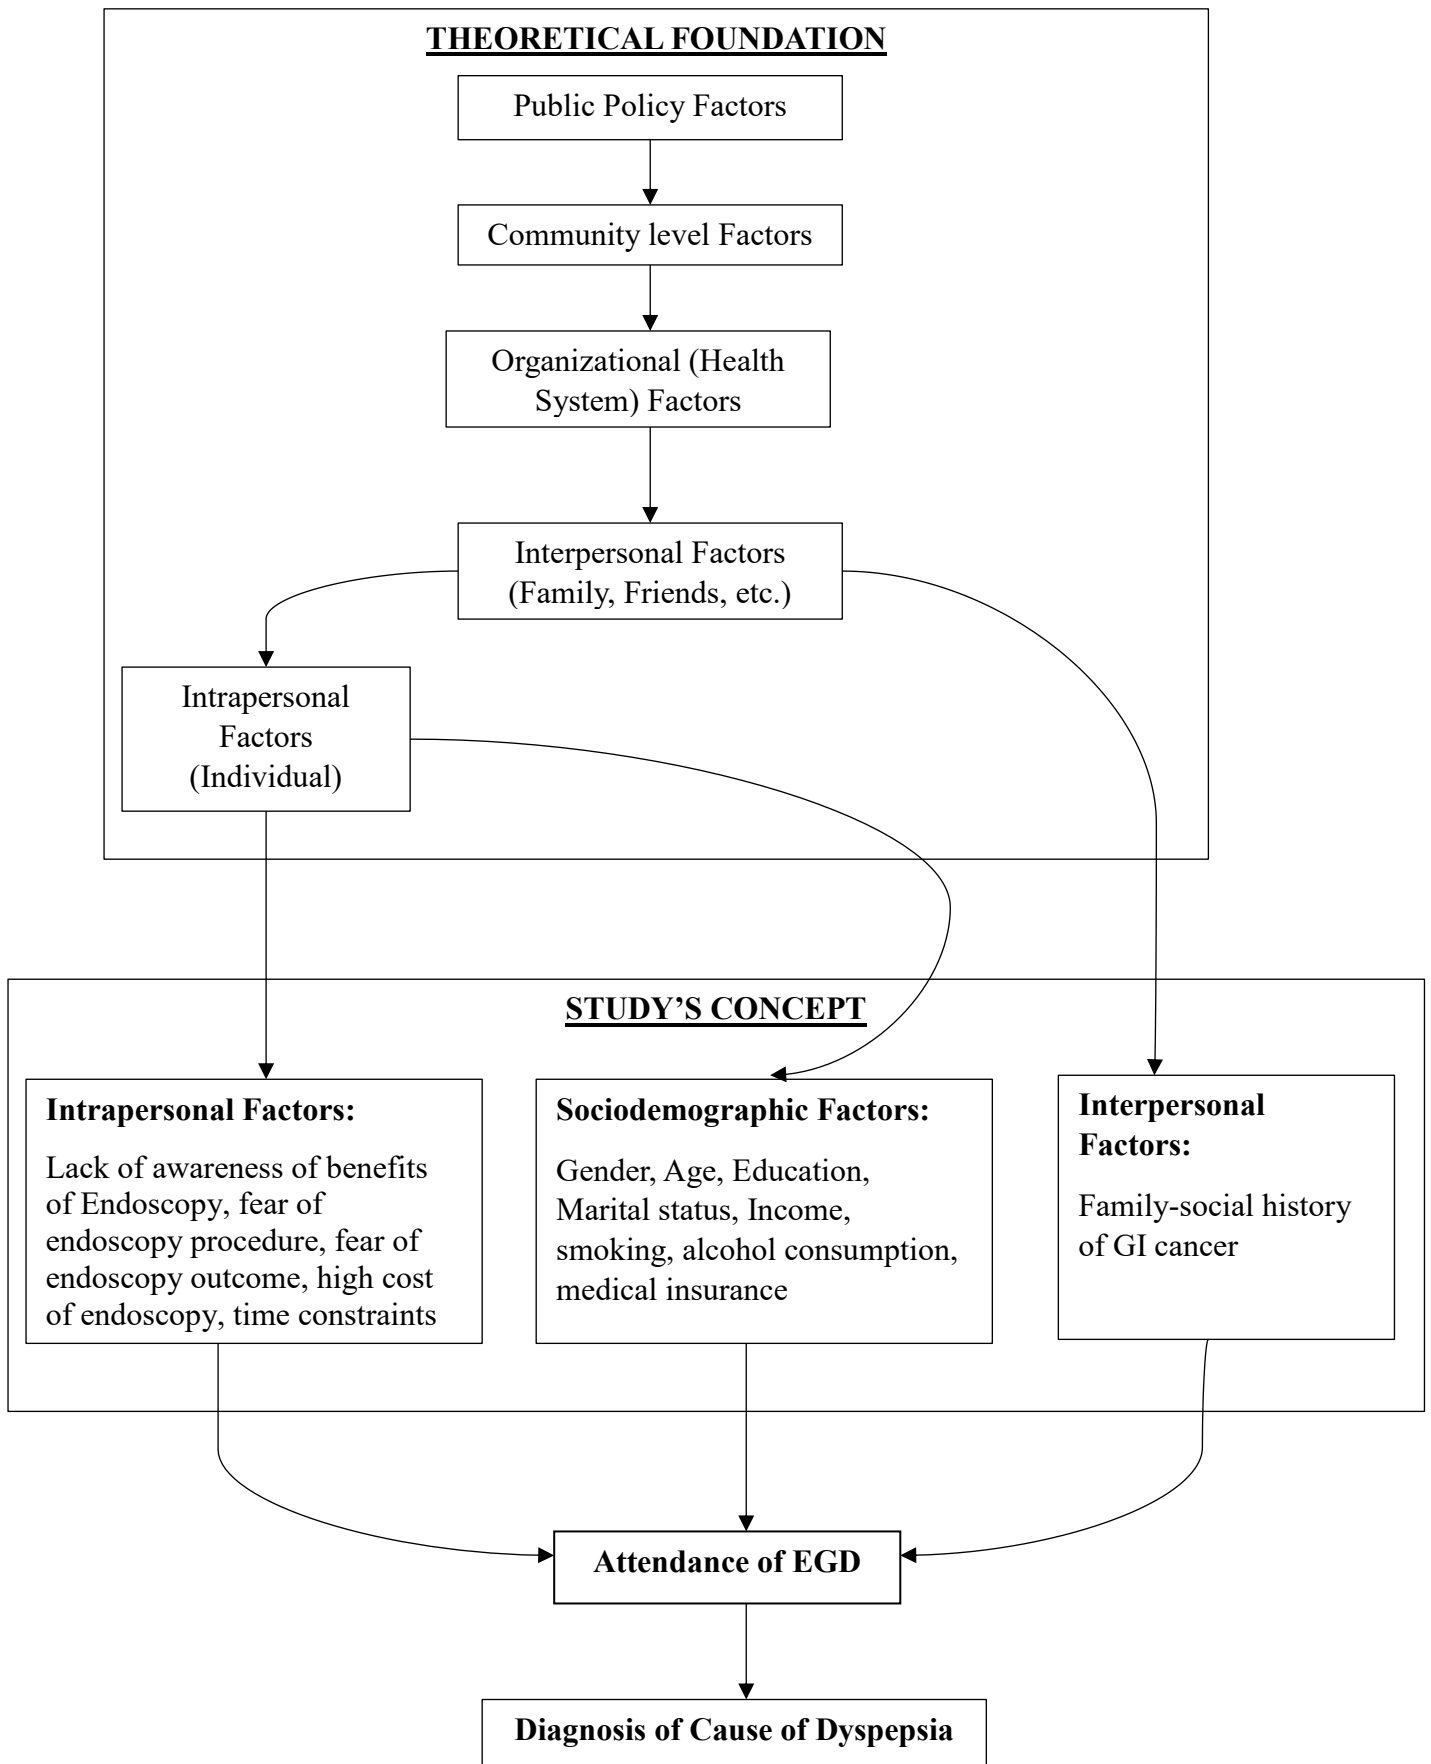 THEORETICAL FOUNDATION
Public Policy Factors
Community level Factors
Organizational (Health
System) Factors
Interpersonal Factors
(Family, Friends, etc.)
Intrapersonal
Factors
(Individual)
STUDY’S CONCEPT
Intrapersonal Factors:
Lack of awareness of benefits
of Endoscopy, fear of
endoscopy procedure, fear of
endoscopy outcome, high cost
of endoscopy, time constraints
Sociodemographic Factors:
Gender, Age, Education,
Marital status, Income,
smoking, alcohol consumption,
medical insurance
Interpersonal
Factors:
Family-social history
of GI cancer
Attendance of EGD
Diagnosis of Cause of Dyspepsia